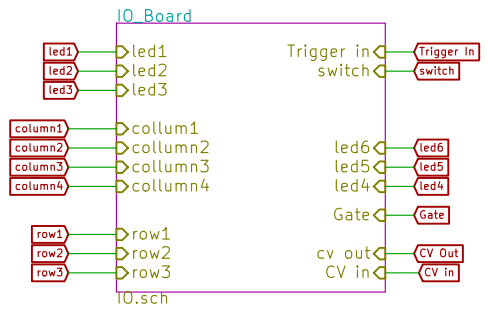 IO_Board
led1 led1 Trigger in Trigger In
led2 led2 switch switch
led3 led3
column1 collum1
column2 collumn2 led6 led6
column3 collumn3 led5 led5
column4 collumn4 led4 led4
Gate Gate
row1 row1
row2 row2 cv out CV Out
row3 row3 CV in CV in
IO.sch